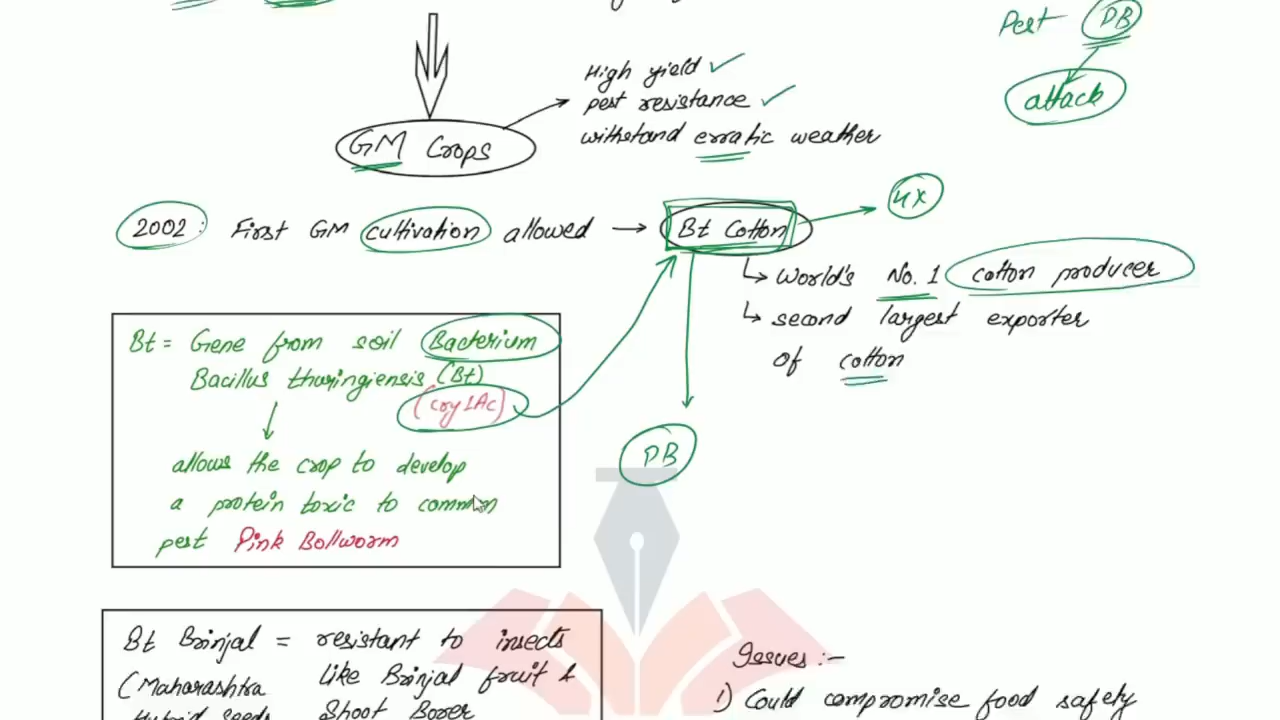 Pest PB
attack
High yield
pest resistance
withstand erratic weather
GM Crops
2002: First GM cultivation allowed → Bt Cotton → 4x
↳ World's No. 1 cotton producer
↳ second largest exporter
of cotton
Bt = Gene from soil Bacterium
Bacillus thuringiensis (Bt)
(cry1Ac)
allows the crop to develop
a protein toxic to common
pest Pink Bollworm
PB
Bt Brinjal = resistant to insects
(Maharashtra like Brinjal fruit &
Hybrid Seeds Shoot Borer
Issues :-
1) Could compromise food safety